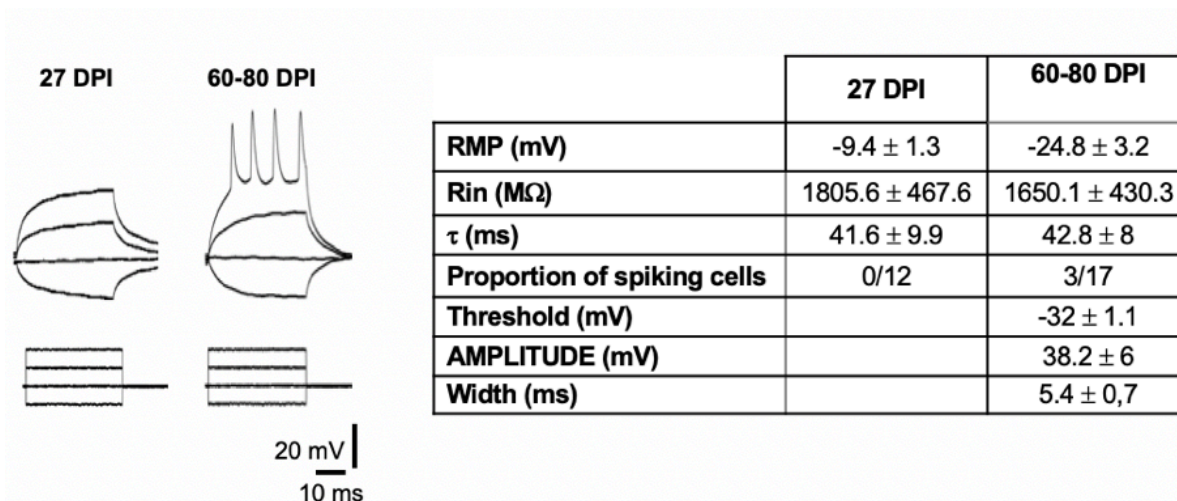 27 DPI 60-80 DPI
20 mV
10 ms
27 DPI 60-80 DPI
RMP (mV) -9.4 ± 1.3 -24.8 ± 3.2
Rin (MΩ) 1805.6 ± 467.6 1650.1 ± 430.3
τ (ms) 41.6 ± 9.9 42.8 ± 8
Proportion of spiking cells 0/12 3/17
Threshold (mV) -32 ± 1.1
AMPLITUDE (mV) 38.2 ± 6
Width (ms) 5.4 ± 0,7